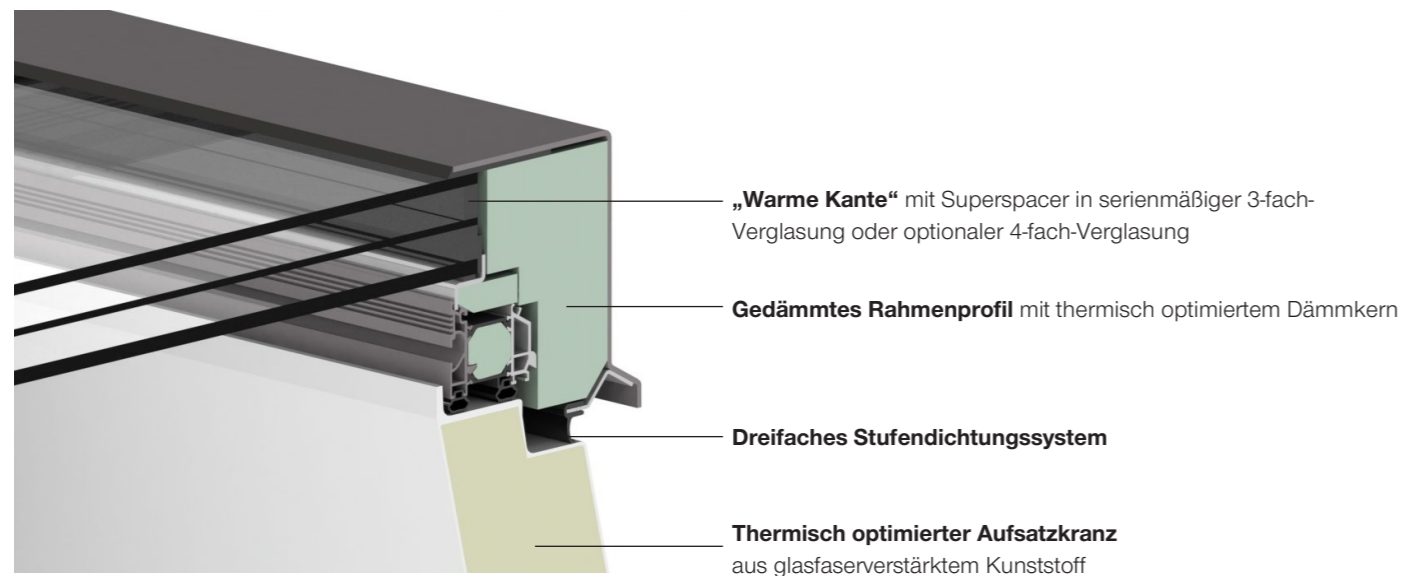 „Warme Kante“ mit Superspacer in serienmäßiger 3-fach-
Verglasung oder optionaler 4-fach-Verglasung
Gedämmtes Rahmenprofil mit thermisch optimiertem Dämmkern
Dreifaches Stufendichtungssystem
Thermisch optimierter Aufsatzkranz
aus glasfaserverstärktem Kunststoff